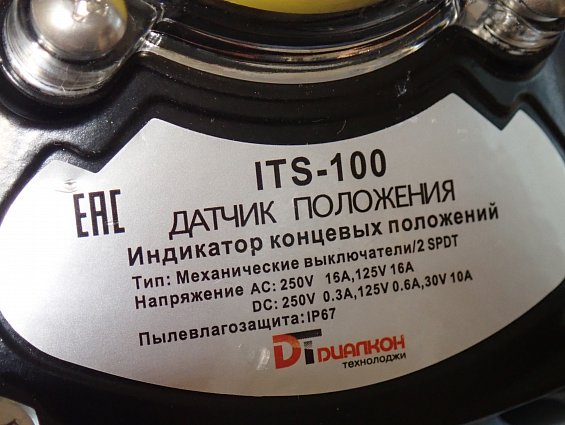 ITS-100
EAC
ДАТЧИК ПОЛОЖЕНИЯ
Индикатор концевых положений
Тип: Механические выключатели/2 SPDT
Напряжение AC: 250V 16A,125V 16A
DC: 250V 0.3A,125V 0.6A,30V 10A
Пылевлагозащита:IP67
DT ДИАЛКОН
технолоджи